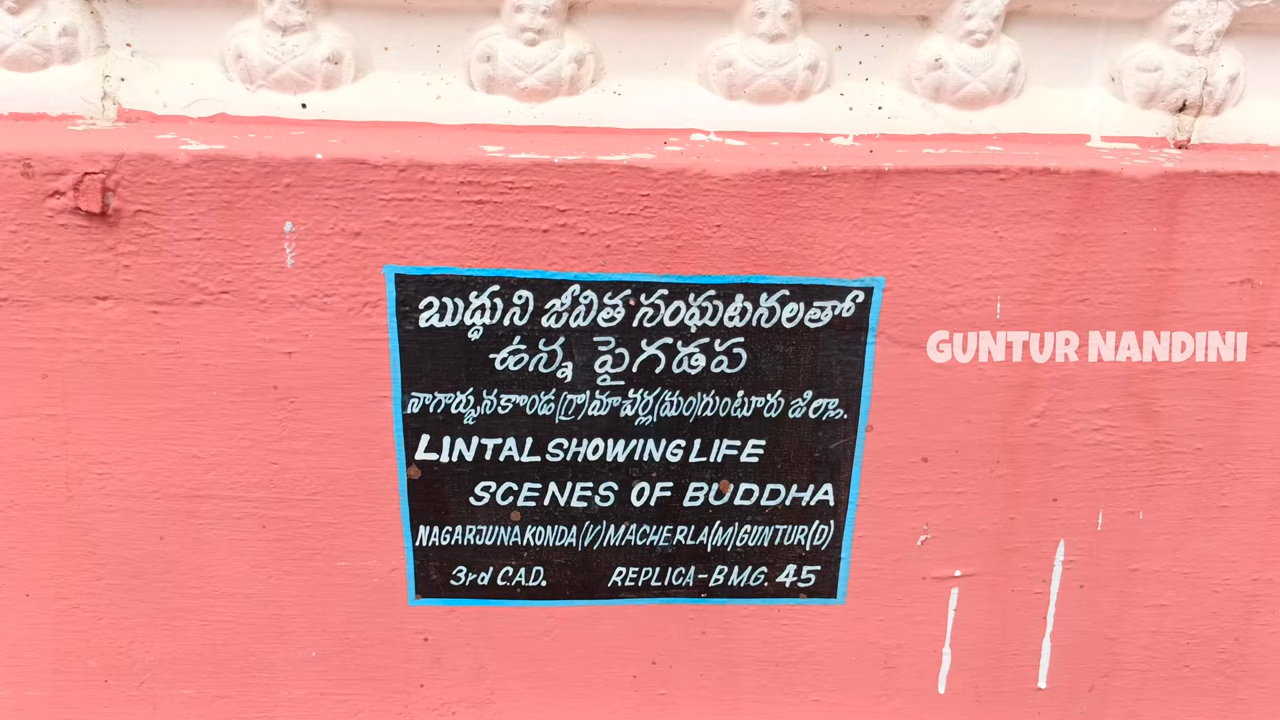 బుద్ధుని జీవిత సంఘటనలతో
ఉన్న పైగడప
నాగార్జునకొండ(గ్రా)మాచర్ల(మం)గుంటూరు జిల్లా.
LINTAL SHOWING LIFE
SCENES OF BUDDHA
NAGARJUNAKONDA(V)MACHERLA(M)GUNTUR(D)
3rd C.A.D. REPLICA-BMG. 45
GUNTUR NANDINI